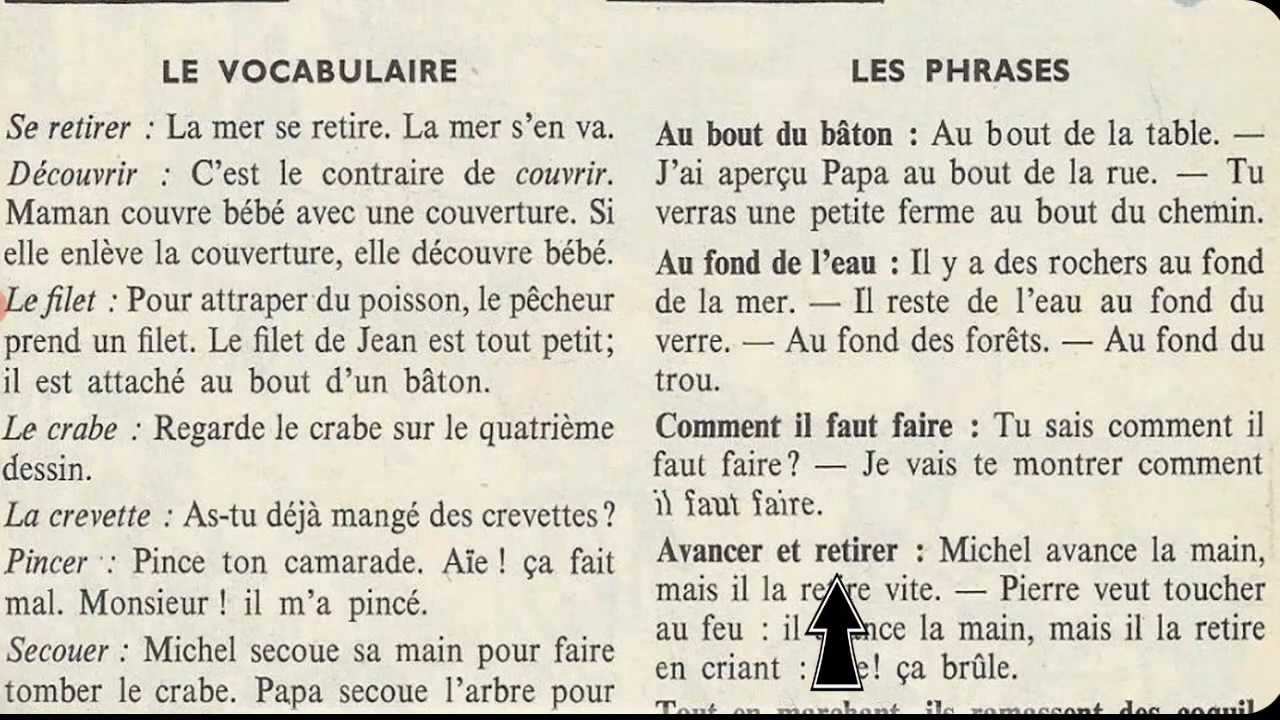 LE VOCABULAIRE
Se retirer : La mer se retire. La mer s'en va.
Découvrir : C'est le contraire de couvrir.
Maman couvre bébé avec une couverture. Si
elle enlève la couverture, elle découvre bébé.
Le filet : Pour attraper du poisson, le pêcheur
prend un filet. Le filet de Jean est tout petit;
il est attaché au bout d'un bâton.
Le crabe : Regarde le crabe sur le quatrième
dessin.
La crevette : As-tu déjà mangé des crevettes?
Pincer : Pince ton camarade. Aïe ! ça fait
mal. Monsieur ! il m'a pincé.
Secouer : Michel secoue sa main pour faire
tomber le crabe. Papa secoue l'arbre pour
LES PHRASES
Au bout du bâton : Au bout de la table. —
J'ai aperçu Papa au bout de la rue. — Tu
verras une petite ferme au bout du chemin.
Au fond de l'eau : Il y a des rochers au fond
de la mer. — Il reste de l'eau au fond du
verre. — Au fond des forêts. — Au fond du
trou.
Comment il faut faire : Tu sais comment il
faut faire? — Je vais te montrer comment
il faut faire.
Avancer et retirer : Michel avance la main,
mais il la retire vite. — Pierre veut toucher
au feu : il la main, mais il la retire
en criant : ! ça brûle.
Tout en marchant, ils ramassent des coquil-